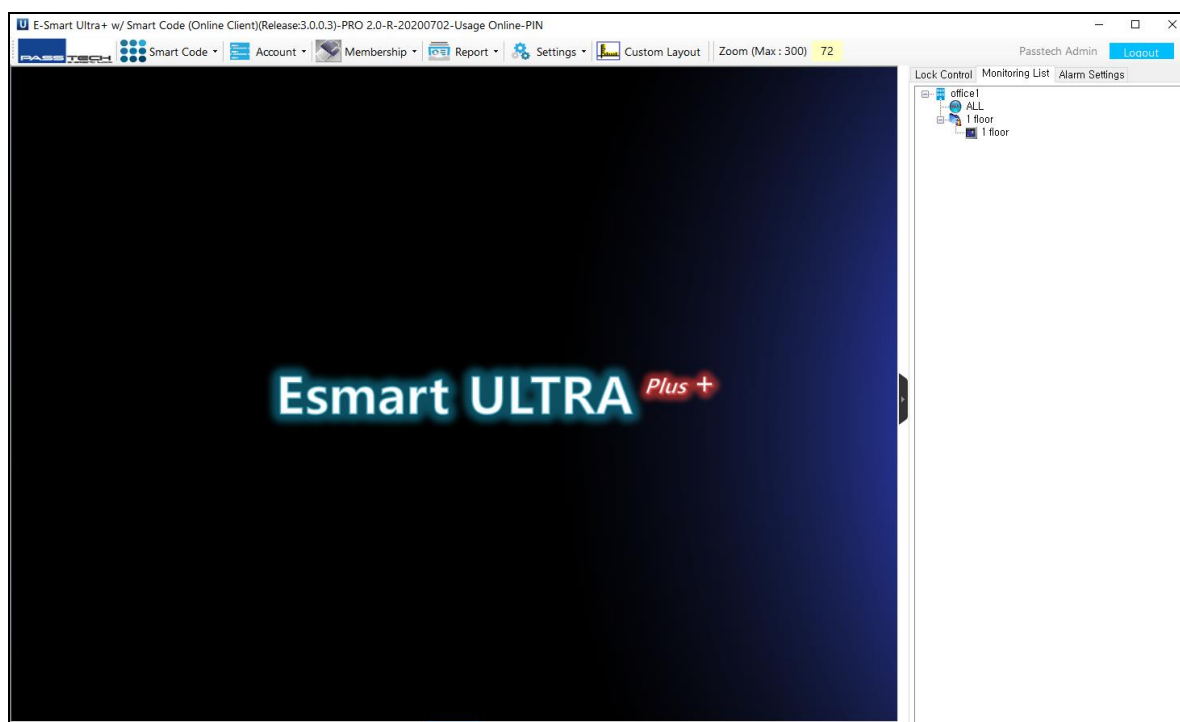 E-Smart Ultra+ w/ Smart Code (Online Client)(Release:3.0.0.3)-PRO 2.0-R-20200702-Usage Online-PIN
PASS TECH Smart Code Account Membership Report Settings Custom Layout Zoom (Max : 300) 72 Passtech Admin Logout
Lock Control Monitoring List Alarm Settings
office1
ALL
1 floor
1 floor
Esmart ULTRA Plus +